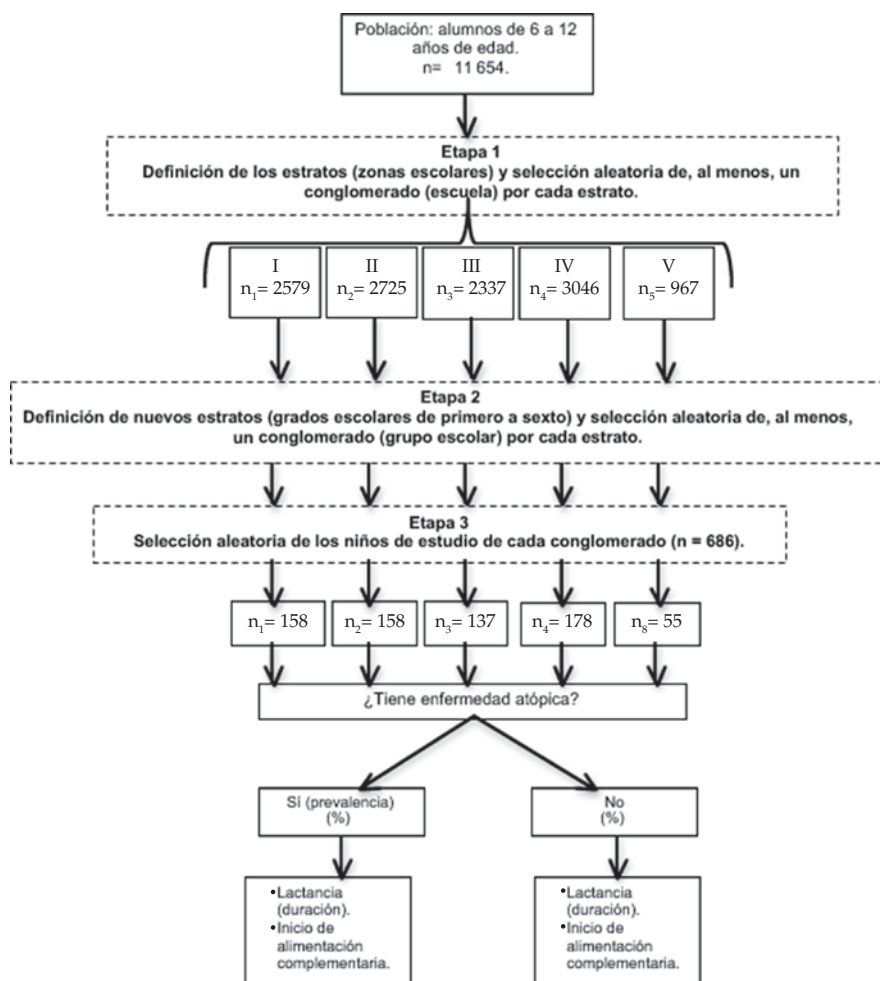 Población: alumnos de 6 a 12
años de edad.
n= 11 654.
Etapa 1
Definición de los estratos (zonas escolares) y selección aleatoria de, al menos, un
conglomerado (escuela) por cada estrato.
I II III IV V
n₁= 2579 n₂= 2725 n₃= 2337 n₄= 3046 n₅= 967
Etapa 2
Definición de nuevos estratos (grados escolares de primero a sexto) y selección aleatoria de, al menos,
un conglomerado (grupo escolar) por cada estrato.
Etapa 3
Selección aleatoria de los niños de estudio de cada conglomerado (n = 686).
n₁= 158 n₂= 158 n₃= 137 n₄= 178 n₈= 55
¿Tiene enfermedad atópica?
Sí (prevalencia)
(%)
No
(%)
•Lactancia
(duración).
•Inicio de
alimentación
complementaria.
•Lactancia
(duración).
•Inicio de
alimentación
complementaria.